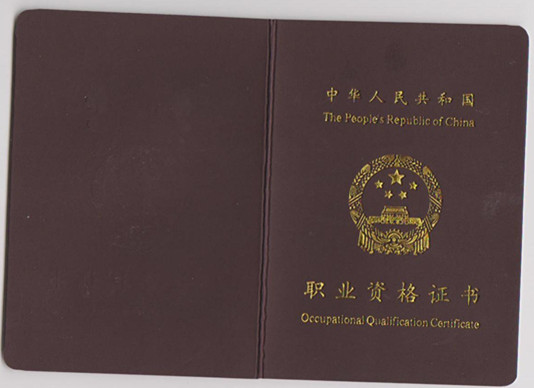 中华人民共和国
The People's Republic of China
职业资格证书
Occupational Qualification Certificate